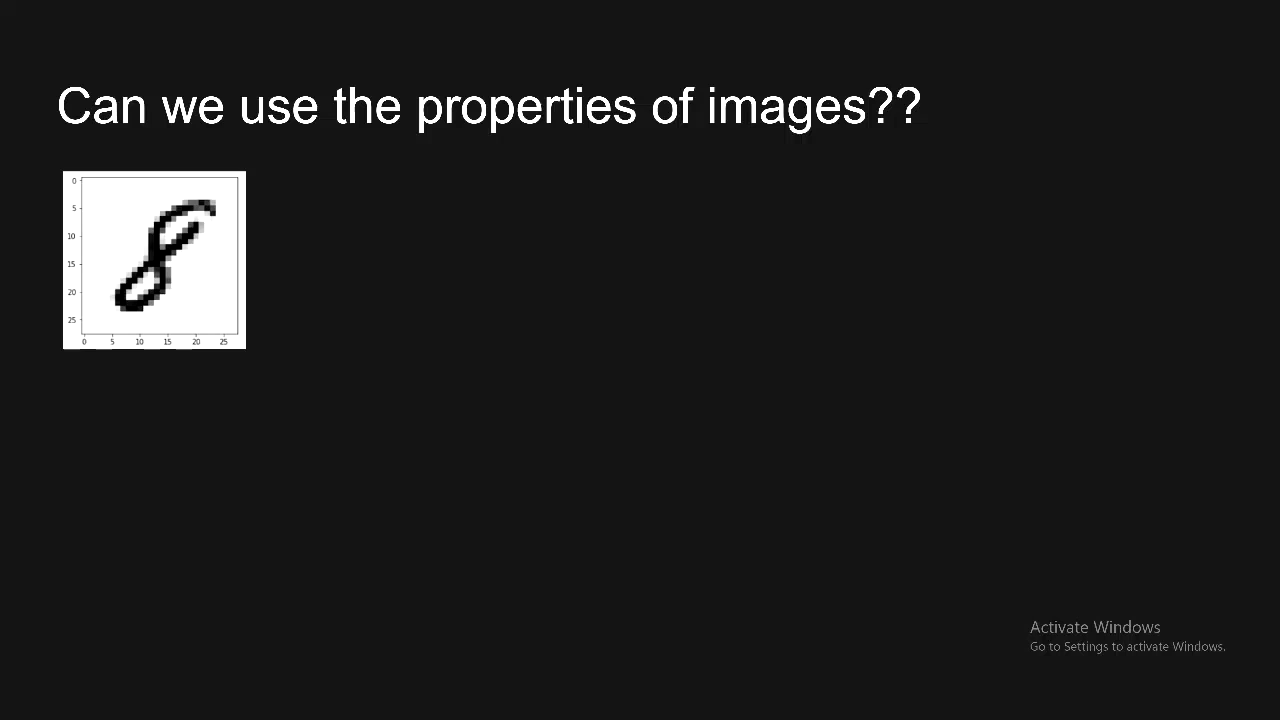 Can we use the properties of images??
0
5
10
15
20
25
8
0 5 10 15 20 25
Activate Windows
Go to Settings to activate Windows.